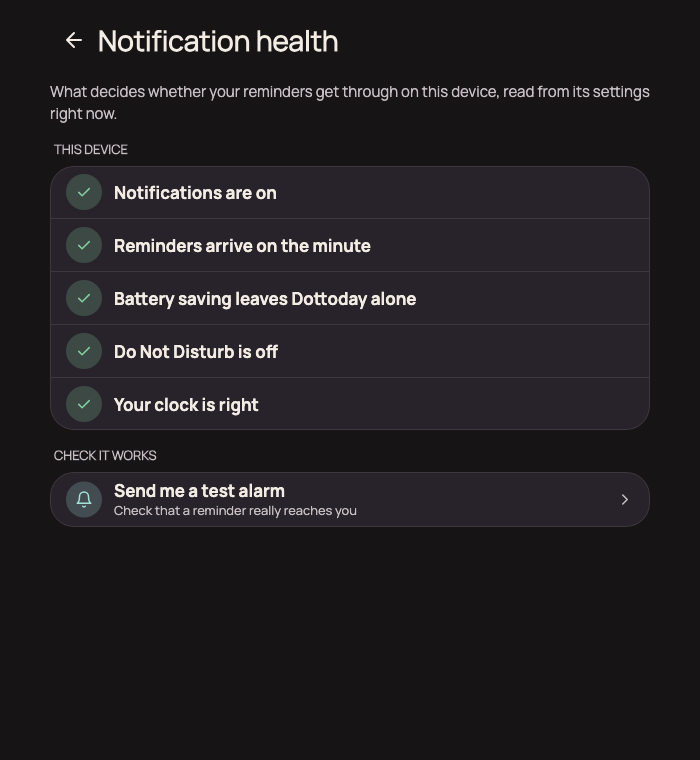 Notification health
What decides whether your reminders get through on this device, read from its settings
right now.
THIS DEVICE
Notifications are on
Reminders arrive on the minute
Battery saving leaves Dottoday alone
Do Not Disturb is off
Your clock is right
CHECK IT WORKS
Send me a test alarm
Check that a reminder really reaches you